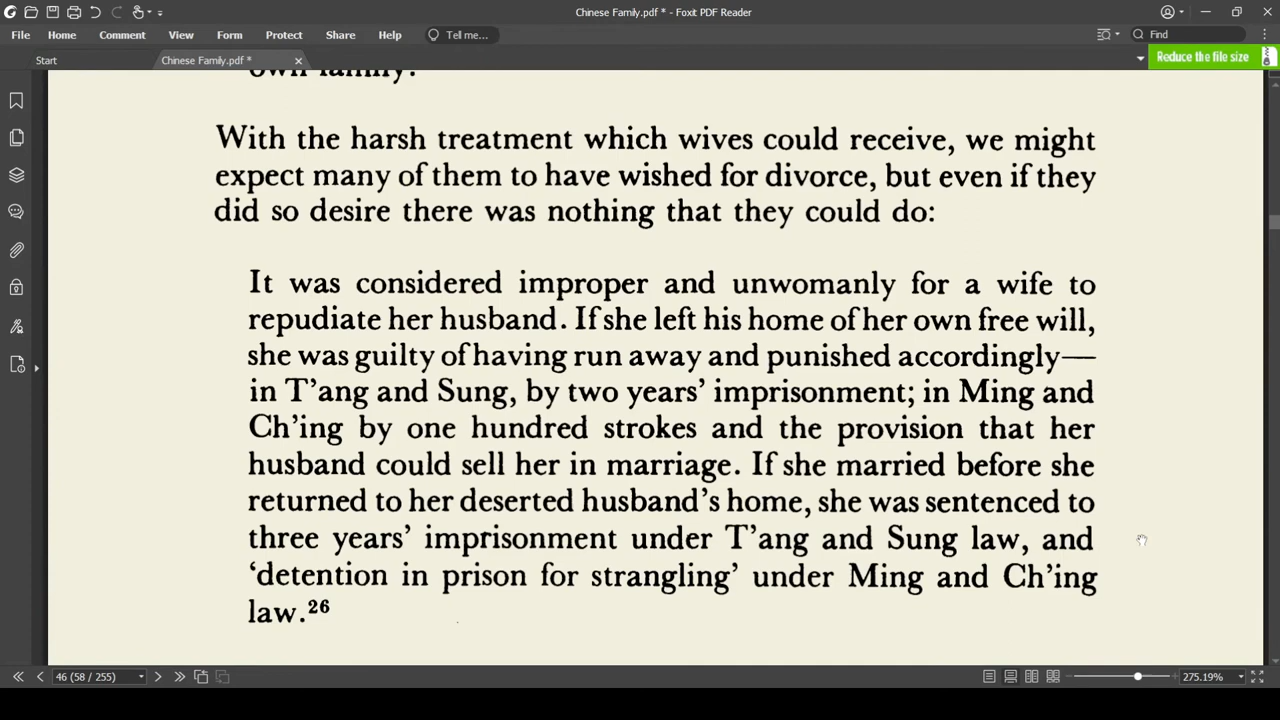 Chinese Family.pdf * - Foxit PDF Reader
File Home Comment View Form Protect Share Help Tell me... Find
Start Chinese Family.pdf * Reduce the file size
own family.
With the harsh treatment which wives could receive, we might
expect many of them to have wished for divorce, but even if they
did so desire there was nothing that they could do:
It was considered improper and unwomanly for a wife to
repudiate her husband. If she left his home of her own free will,
she was guilty of having run away and punished accordingly—
in T'ang and Sung, by two years' imprisonment; in Ming and
Ch'ing by one hundred strokes and the provision that her
husband could sell her in marriage. If she married before she
returned to her deserted husband's home, she was sentenced to
three years' imprisonment under T'ang and Sung law, and
'detention in prison for strangling' under Ming and Ch'ing
law.26
46 (58 / 255) 275.19%